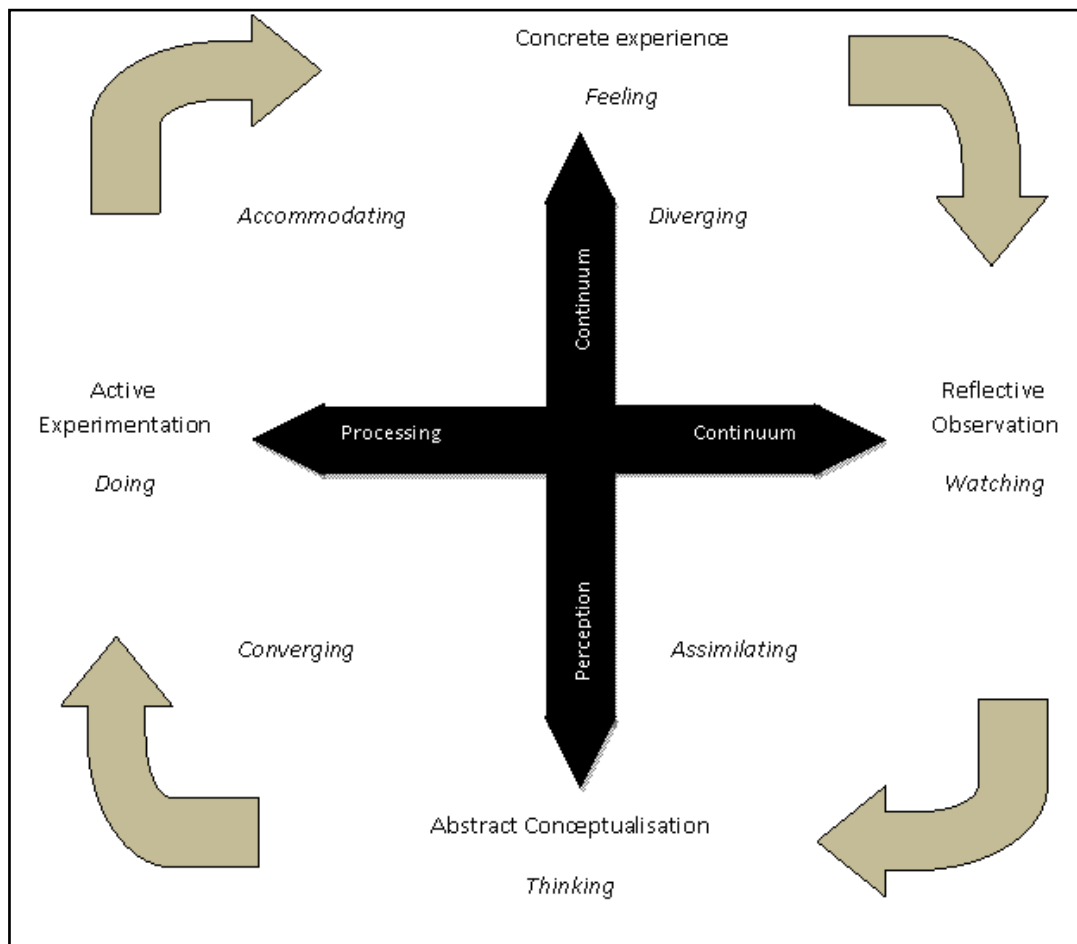 Concrete experience
Feeling
Accommodating
Diverging
Continuum
Active
Experimentation
Doing
Processing
Continuum
Reflective
Observation
Watching
Perception
Converging
Assimilating
Abstract Conceptualisation
Thinking